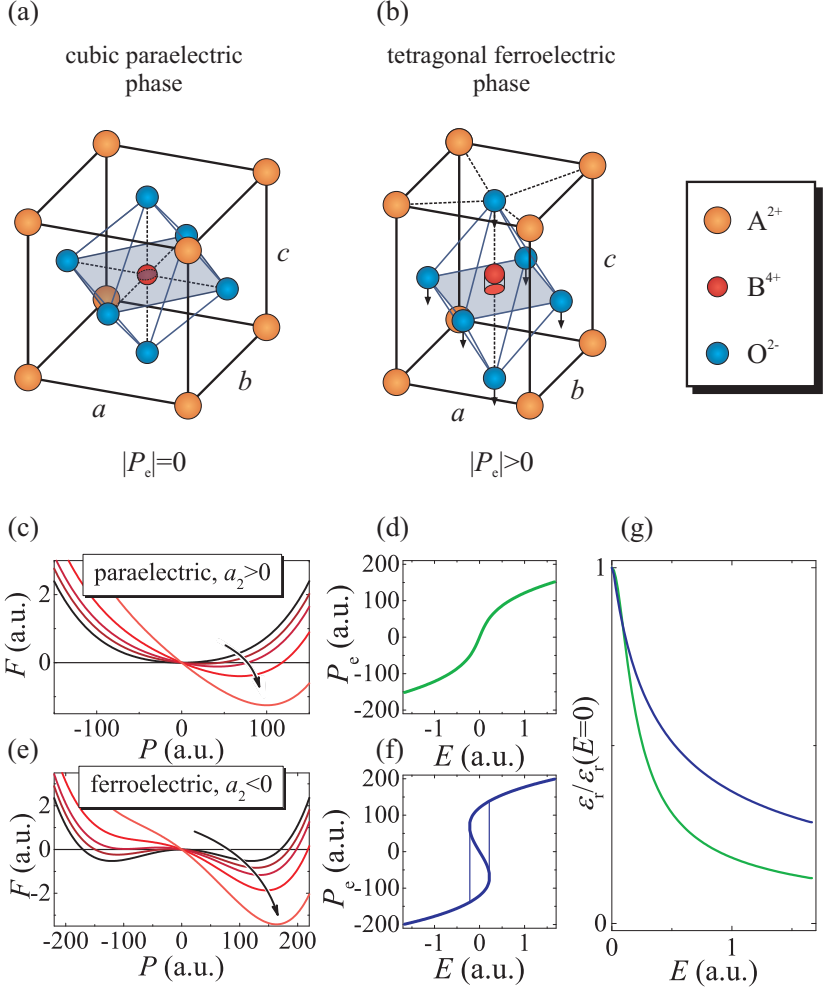 (a)
(b)
cubic paraelectric
phase
tetragonal ferroelectric
phase
c
b
a
c
b
a
A²⁺
B⁴⁺
O²⁻
|Pₑ|=0
|Pₑ|>0
(c)
(d)
(g)
paraelectric, a₂>0
F (a.u.)
2
0
-100
0
100
P (a.u.)
Pₑ (a.u.)
200
100
0
-100
-200
-1
0
1
E (a.u.)
(e)
(f)
ferroelectric, a₂<0
F (a.u.)
2
0
-2
-200
-100
0
100
200
P (a.u.)
Pₑ (a.u.)
200
100
0
-100
-200
-1
0
1
E (a.u.)
εᵣ/εᵣ(E=0)
1
0
0
1
E (a.u.)